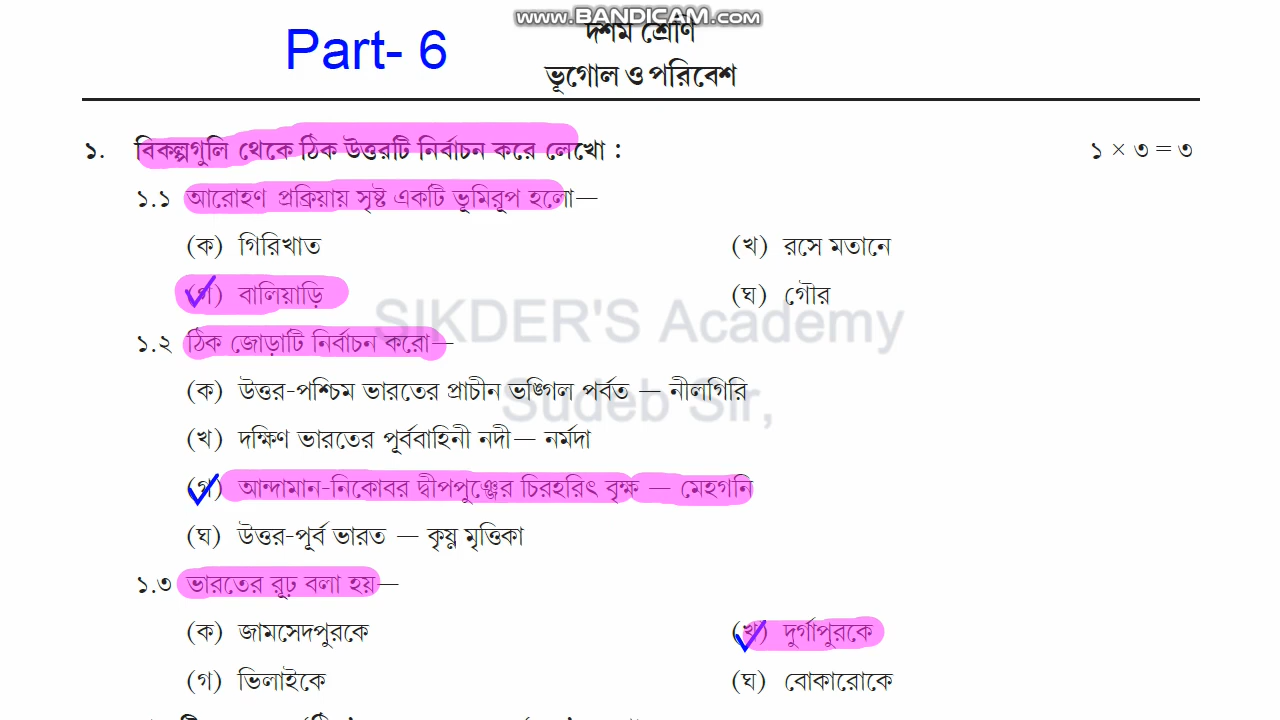 www.BANDICAM.com
Part- 6
দশম শ্রেণি
ভূগোল ও পরিবেশ
১. বিকল্পগুলি থেকে ঠিক উত্তরটি নির্বাচন করে লেখো : ১ × ৩ = ৩
১.১ আরোহণ প্রক্রিয়ায় সৃষ্ট একটি ভূমিরূপ হলো—
(ক) গিরিখাত (খ) রসে মতানে
(গ) বালিয়াড়ি (ঘ) গৌর
SIKDER'S Academy
১.২ ঠিক জোড়াটি নির্বাচন করো—
(ক) উত্তর-পশ্চিম ভারতের প্রাচীন ভঙ্গিল পর্বত — নীলগিরি
Sudeb Sir,
(খ) দক্ষিণ ভারতের পূর্ববাহিনী নদী— নর্মদা
(গ) আন্দামান-নিকোবর দ্বীপপুঞ্জের চিরহরিৎ বৃক্ষ — মেহগনি
(ঘ) উত্তর-পূর্ব ভারত — কৃষ্ণ মৃত্তিকা
১.৩ ভারতের রূঢ় বলা হয়—
(ক) জামসেদপুরকে (খ) দুর্গাপুরকে
(গ) ভিলাইকে (ঘ) বোকারোকে